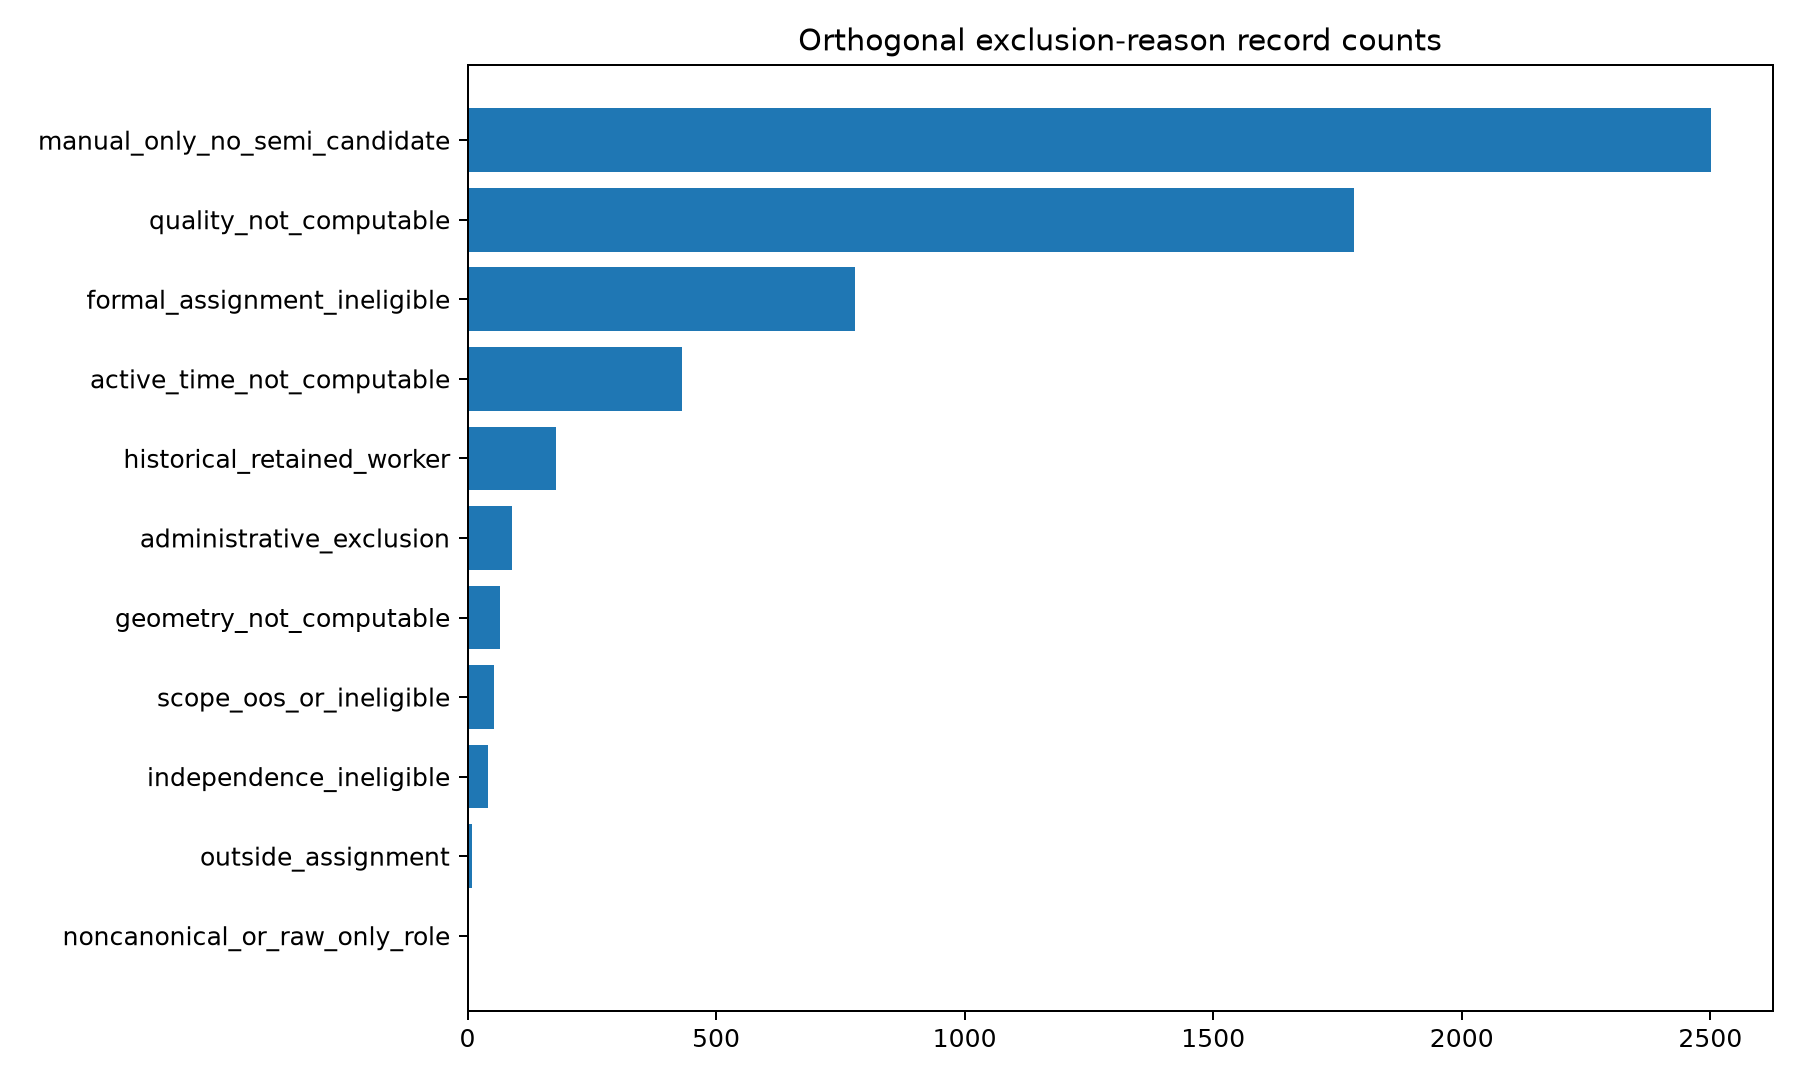 Orthogonal exclusion-reason record counts
manual_only_no_semi_candidate
quality_not_computable
formal_assignment_ineligible
active_time_not_computable
historical_retained_worker
administrative_exclusion
geometry_not_computable
scope_oos_or_ineligible
independence_ineligible
outside_assignment
noncanonical_or_raw_only_role
0 500 1000 1500 2000 2500